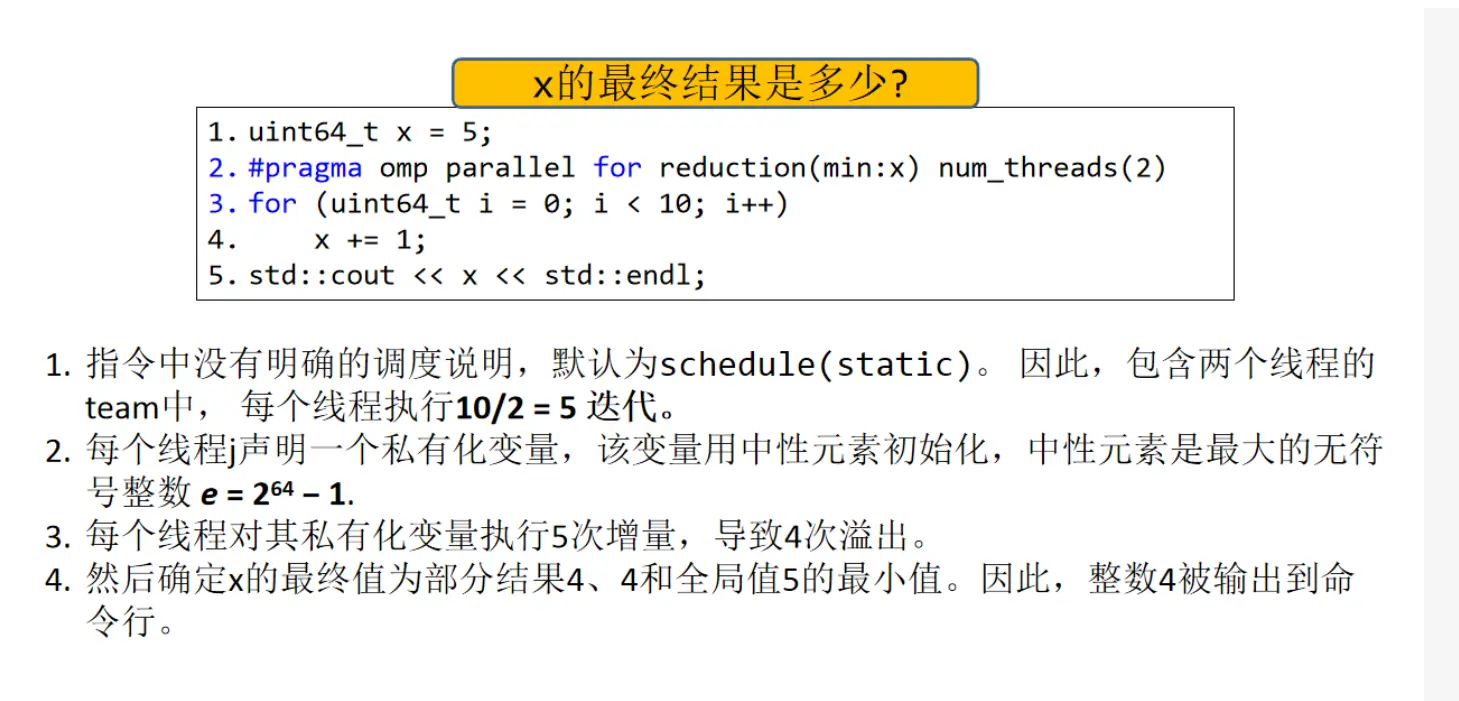 x的最终结果是多少?
1. uint64_t x = 5;
2. #pragma omp parallel for reduction(min:x) num_threads(2)
3. for (uint64_t i = 0; i < 10; i++)
4.     x += 1;
5. std::cout << x << std::endl;
1. 指令中没有明确的调度说明，默认为schedule(static)。 因此，包含两个线程的
team中， 每个线程执行10/2 = 5 迭代。
2. 每个线程j声明一个私有化变量，该变量用中性元素初始化，中性元素是最大的无符
号整数 e = 2⁶⁴ – 1.
3. 每个线程对其私有化变量执行5次增量，导致4次溢出。
4. 然后确定x的最终值为部分结果4、4和全局值5的最小值。因此，整数4被输出到命
令行。